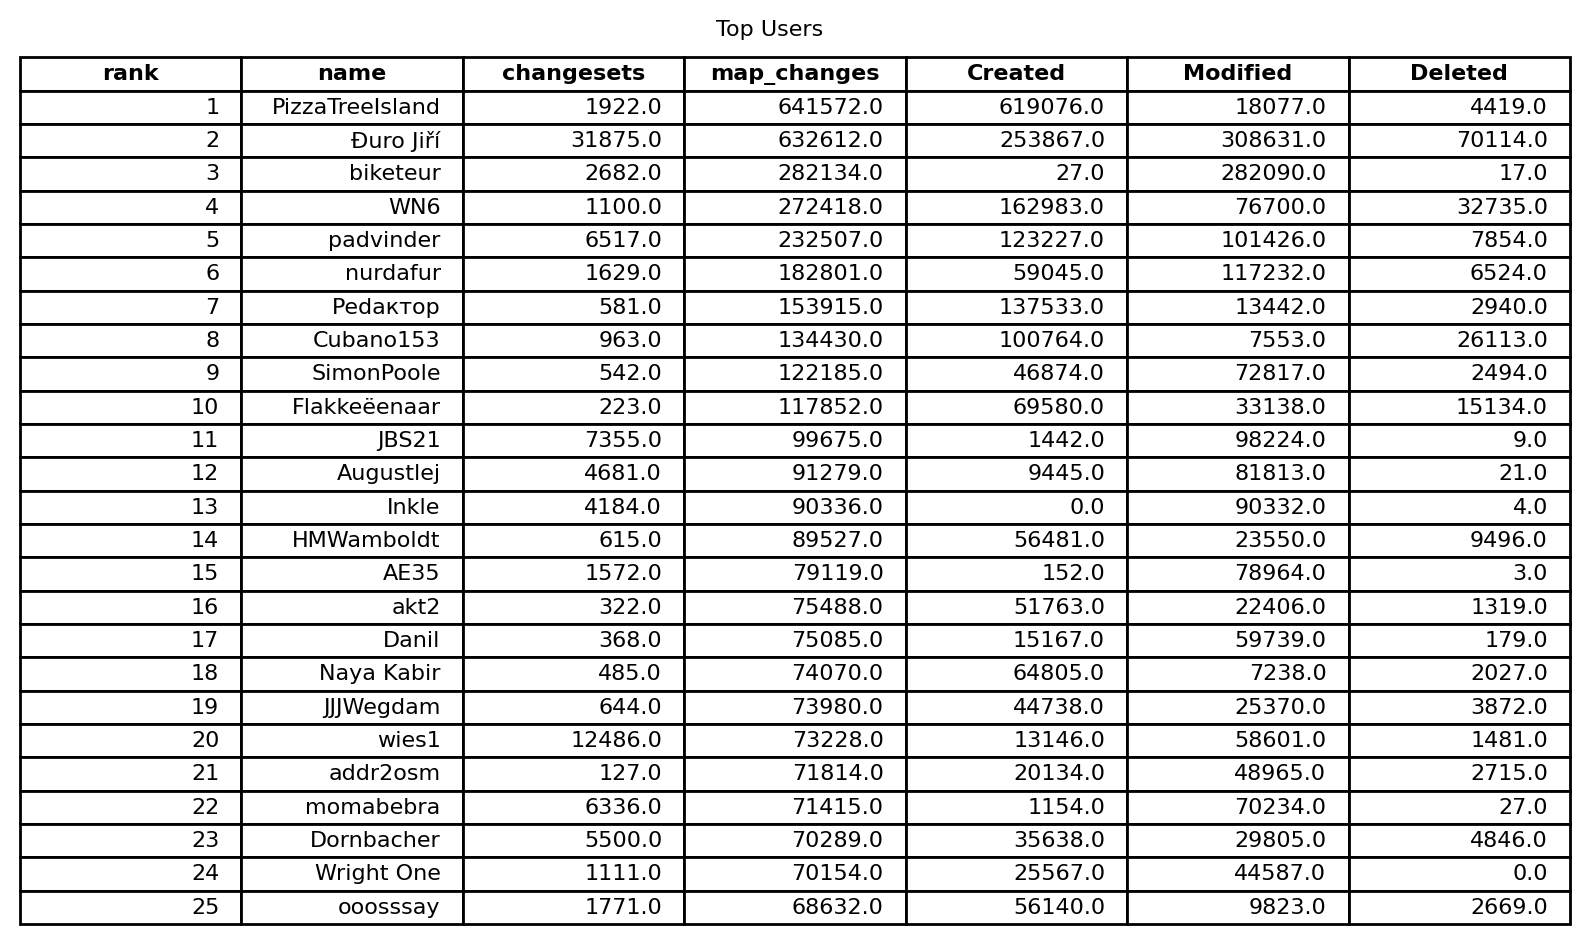 Top Users
rank name changesets map_changes Created Modified Deleted
1 PizzaTreeIsland 1922.0 641572.0 619076.0 18077.0 4419.0
2 Đuro Jiří 31875.0 632612.0 253867.0 308631.0 70114.0
3 biketeur 2682.0 282134.0 27.0 282090.0 17.0
4 WN6 1100.0 272418.0 162983.0 76700.0 32735.0
5 padvinder 6517.0 232507.0 123227.0 101426.0 7854.0
6 nurdafur 1629.0 182801.0 59045.0 117232.0 6524.0
7 Редактор 581.0 153915.0 137533.0 13442.0 2940.0
8 Cubano153 963.0 134430.0 100764.0 7553.0 26113.0
9 SimonPoole 542.0 122185.0 46874.0 72817.0 2494.0
10 Flakkeëenaar 223.0 117852.0 69580.0 33138.0 15134.0
11 JBS21 7355.0 99675.0 1442.0 98224.0 9.0
12 Augustlej 4681.0 91279.0 9445.0 81813.0 21.0
13 Inkle 4184.0 90336.0 0.0 90332.0 4.0
14 HMWamboldt 615.0 89527.0 56481.0 23550.0 9496.0
15 AE35 1572.0 79119.0 152.0 78964.0 3.0
16 akt2 322.0 75488.0 51763.0 22406.0 1319.0
17 Danil 368.0 75085.0 15167.0 59739.0 179.0
18 Naya Kabir 485.0 74070.0 64805.0 7238.0 2027.0
19 JJJWegdam 644.0 73980.0 44738.0 25370.0 3872.0
20 wies1 12486.0 73228.0 13146.0 58601.0 1481.0
21 addr2osm 127.0 71814.0 20134.0 48965.0 2715.0
22 momabebra 6336.0 71415.0 1154.0 70234.0 27.0
23 Dornbacher 5500.0 70289.0 35638.0 29805.0 4846.0
24 Wright One 1111.0 70154.0 25567.0 44587.0 0.0
25 ooosssay 1771.0 68632.0 56140.0 9823.0 2669.0